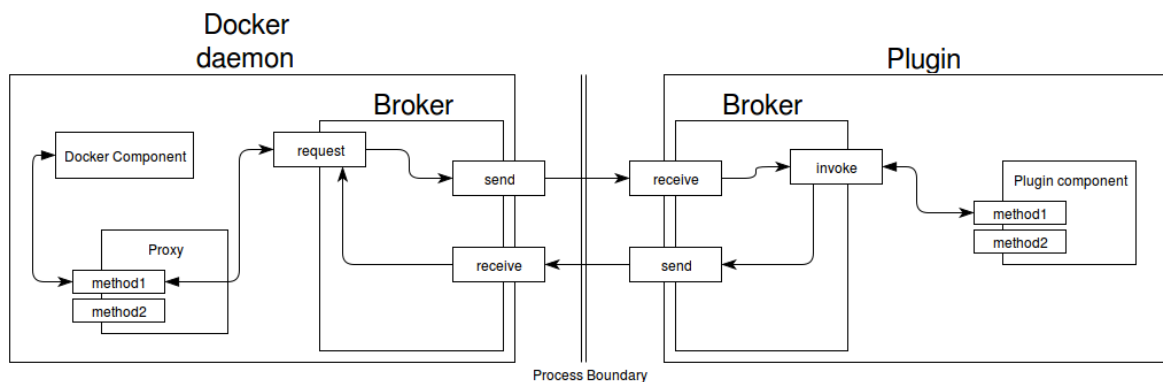 Docker
daemon
Plugin
Broker
Broker
Docker Component
request
send
receive
invoke
Plugin component
method1
method2
Proxy
method1
method2
receive
send
Process Boundary